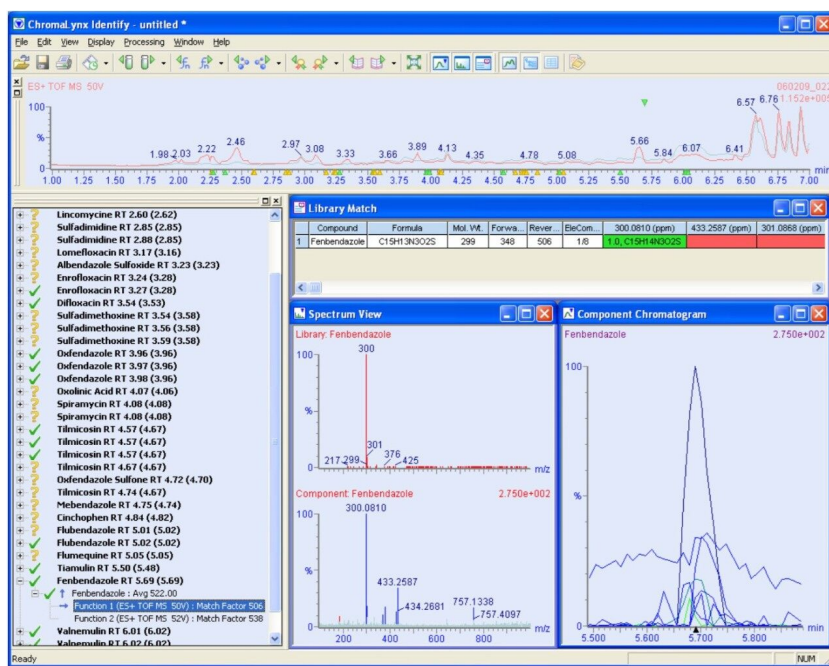 ChromaLynx Identify - untitled *
File Edit View Display Processing Window Help
ES+ TOF MS 50V
060209_022
1.152e+005
100
%
0
1.98 2.03 2.22 2.46 2.97 3.08 3.33 3.66 3.89 4.13 4.35 4.78 5.08 5.66 5.84 6.07 6.41 6.57 6.76
1.00 1.25 1.50 1.75 2.00 2.25 2.50 2.75 3.00 3.25 3.50 3.75 4.00 4.25 4.50 4.75 5.00 5.25 5.50 5.75 6.00 6.25 6.50 6.75 7.00
min
Lincomycine RT 2.60 (2.62)
Sulfadimidine RT 2.85 (2.85)
Sulfadimidine RT 2.88 (2.85)
Lomefloxacin RT 3.17 (3.16)
Albendazole Sulfoxide RT 3.23 (3.23)
Enrofloxacin RT 3.24 (3.28)
Enrofloxacin RT 3.27 (3.28)
Difloxacin RT 3.54 (3.53)
Sulfadimethoxine RT 3.54 (3.58)
Sulfadimethoxine RT 3.56 (3.58)
Sulfadimethoxine RT 3.59 (3.58)
Oxfendazole RT 3.96 (3.96)
Oxfendazole RT 3.97 (3.96)
Oxfendazole RT 3.98 (3.96)
Oxolinic Acid RT 4.07 (4.06)
Spiramycin RT 4.08 (4.08)
Spiramycin RT 4.08 (4.08)
Tilmicosin RT 4.57 (4.67)
Tilmicosin RT 4.57 (4.67)
Tilmicosin RT 4.57 (4.67)
Tilmicosin RT 4.67 (4.67)
Oxfendazole Sulfone RT 4.72 (4.70)
Tilmicosin RT 4.74 (4.67)
Mebendazole RT 4.75 (4.74)
Cinchophen RT 4.84 (4.82)
Flubendazole RT 5.01 (5.02)
Flubendazole RT 5.02 (5.02)
Flumequine RT 5.05 (5.05)
Tiamulin RT 5.50 (5.48)
Fenbendazole RT 5.69 (5.69)
Fenbendazole : Avg 522.00
Function 1 (ES+ TOF MS 50V) : Match Factor 506
Function 2 (ES+ TOF MS 52V) : Match Factor 538
Valnemulin RT 6.01 (6.02)
Valnemulin RT 6.02 (6.02)
Library Match
Compound Formula Mol. Wt. Forwa... Rever... EleCom... 300.0810 (ppm) 433.2587 (ppm) 301.0868 (ppm)
1 Fenbendazole C15H13N3O2S 299 348 506 1/8 1.0, C15H14N3O2S
Spectrum View
Library: Fenbendazole
300
100
%
0
217 299 301 376 425
m/z
Component: Fenbendazole 2.750e+002
300.0810
100
%
0
433.2587
434.2681
757.1338
757.4097
m/z
200 400 600 800
Component Chromatogram
Fenbendazole 2.750e+002
100
%
0
5.500 5.600 5.700 5.800
min
Ready
NUM